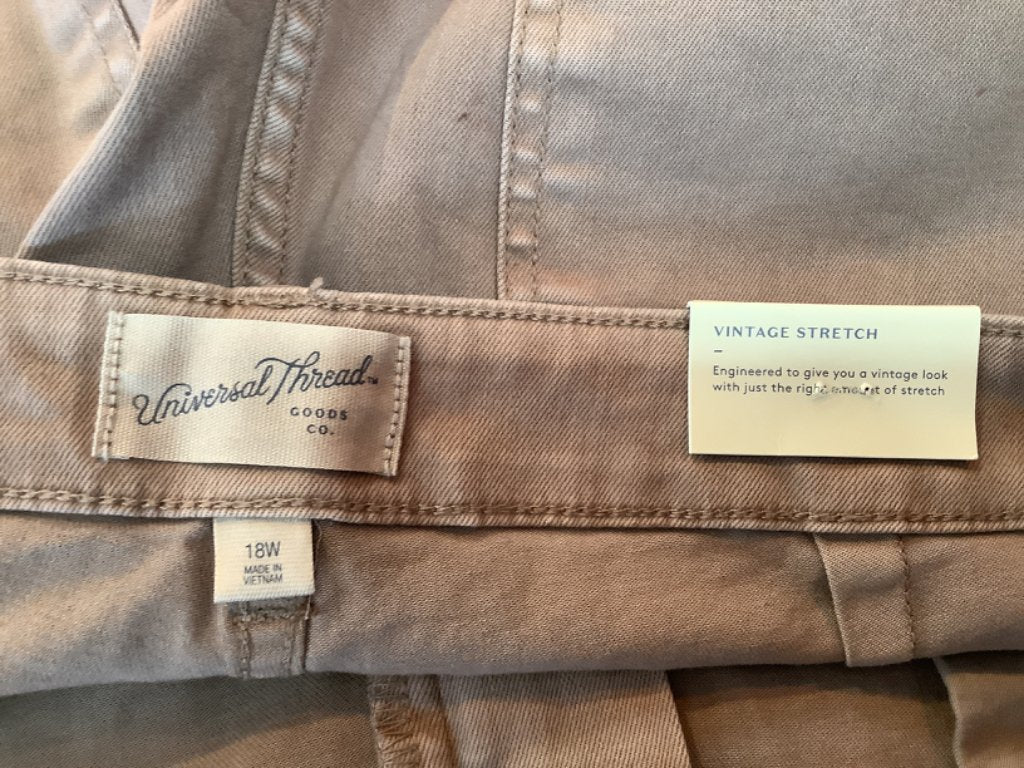 Universal Thread™
GOODS
CO.
VINTAGE STRETCH
–
Engineered to give you a vintage look
with just the right amount of stretch
18W
MADE IN
VIETNAM